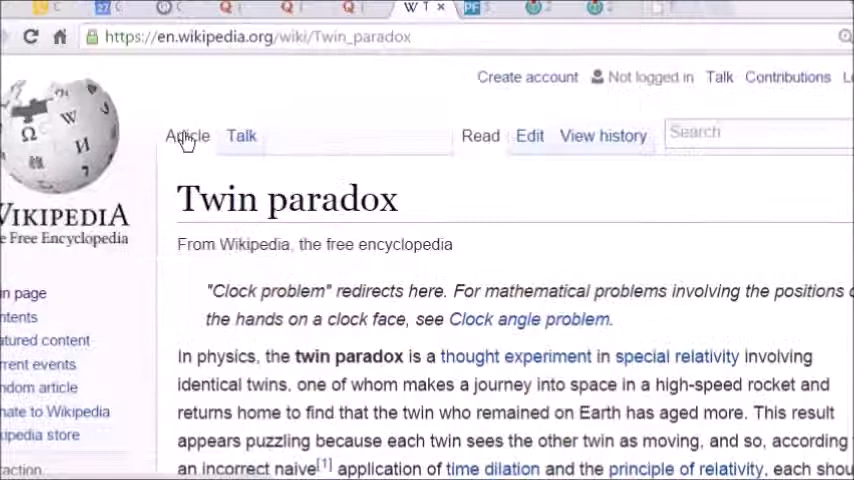 W T ×
PF
https://en.wikipedia.org/wiki/Twin_paradox
Create account Not logged in Talk Contributions
Article Talk Read Edit View history Search
WIKIPEDIA
Free Encyclopedia
Twin paradox
From Wikipedia, the free encyclopedia
"Clock problem" redirects here. For mathematical problems involving the positions
the hands on a clock face, see Clock angle problem.
In physics, the twin paradox is a thought experiment in special relativity involving
identical twins, one of whom makes a journey into space in a high-speed rocket and
returns home to find that the twin who remained on Earth has aged more. This result
appears puzzling because each twin sees the other twin as moving, and so, according
an incorrect naive[1] application of time dilation and the principle of relativity, each shou
n page
ntents
atured content
rrent events
ndom article
nate to Wikipedia
kipedia store
raction